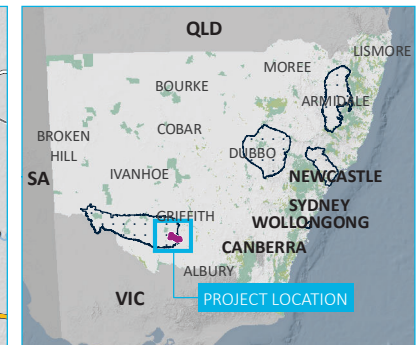 QLD
LISMORE
MOREE
BOURKE
ARMIDALE
COBAR
BROKEN
HILL
DUBBO
IVANHOE
NEWCASTLE
SA
SYDNEY
GRIFFITH
WOLLONGONG
CANBERRA
ALBURY
VIC
PROJECT LOCATION